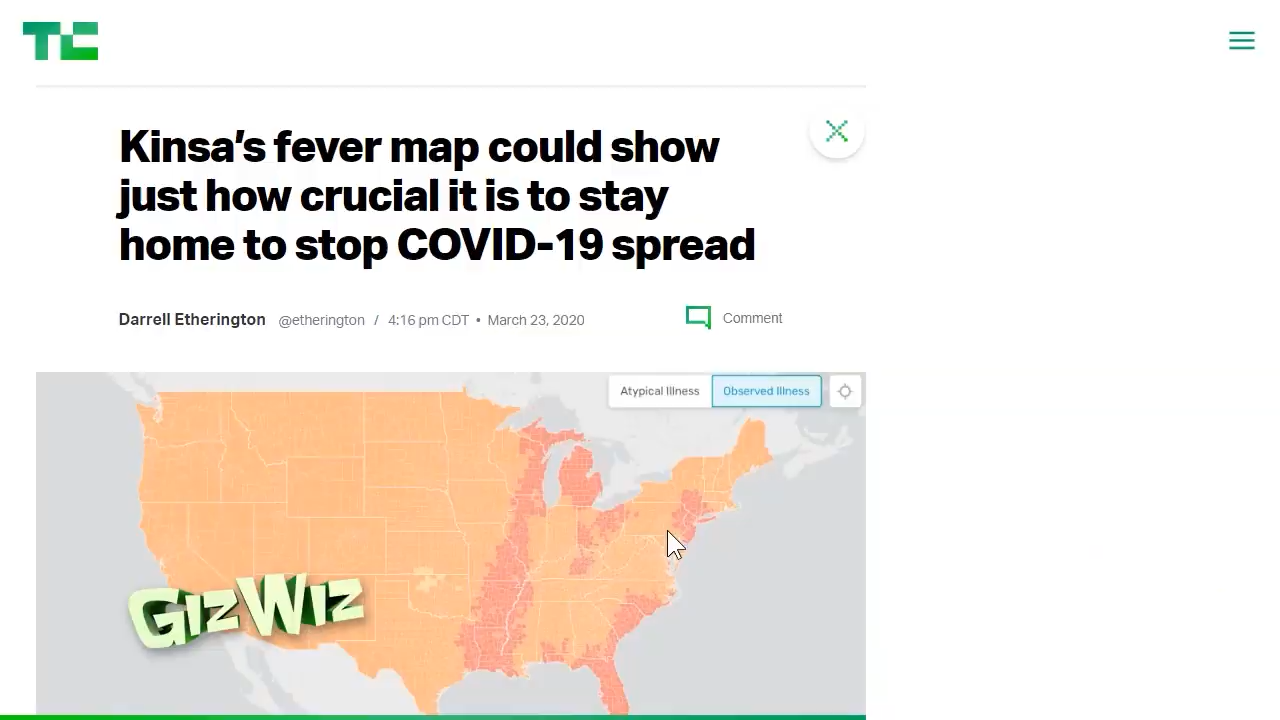 TC
Kinsa's fever map could show
just how crucial it is to stay
home to stop COVID-19 spread
Darrell Etherington @etherington / 4:16 pm CDT • March 23, 2020
Comment
Atypical Illness
Observed Illness
GizWiz